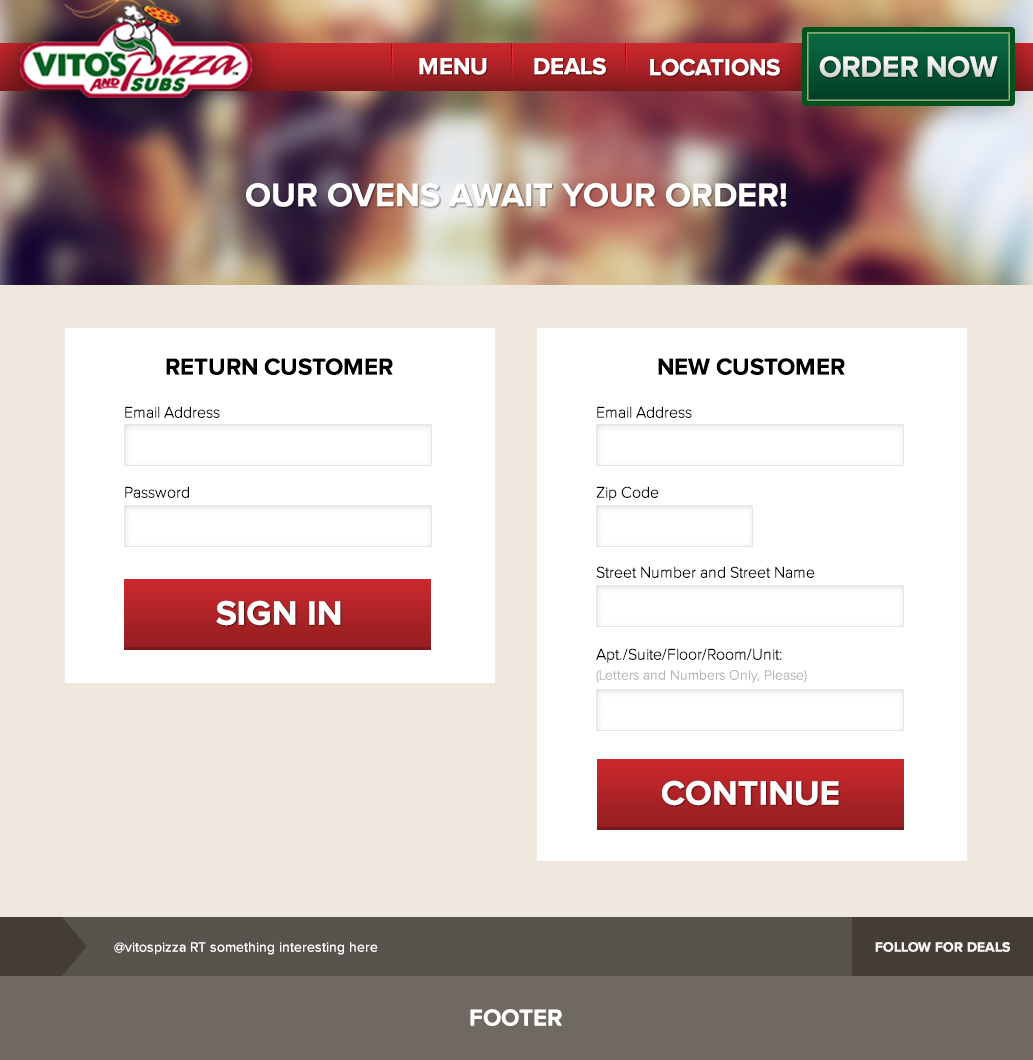 VITO'S Pizza
AND SUBS
MENU
DEALS
LOCATIONS
ORDER NOW
OUR OVENS AWAIT YOUR ORDER!
RETURN CUSTOMER
Email Address
Password
SIGN IN
NEW CUSTOMER
Email Address
Zip Code
Street Number and Street Name
Apt./Suite/Floor/Room/Unit:
(Letters and Numbers Only, Please)
CONTINUE
@vitospizza RT something interesting here
FOLLOW FOR DEALS
FOOTER